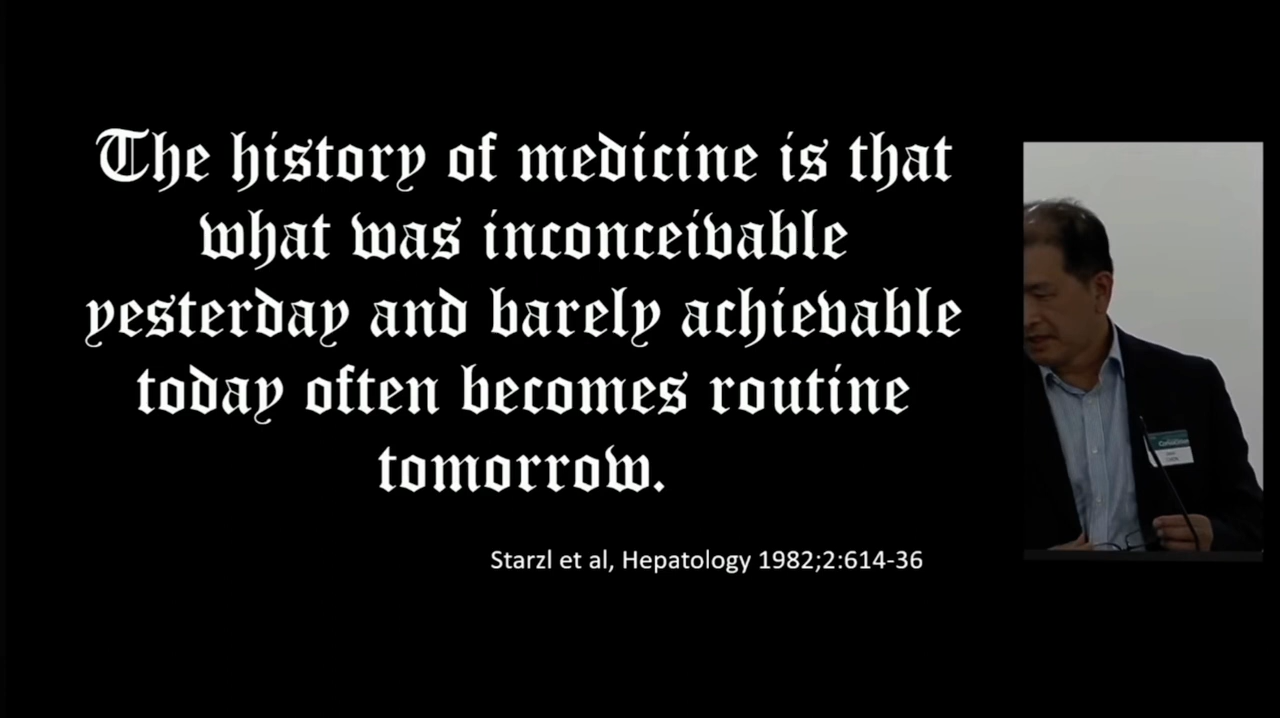 The history of medicine is that
what was inconceivable
yesterday and barely achievable
today often becomes routine
tomorrow.
Starzl et al, Hepatology 1982;2:614-36